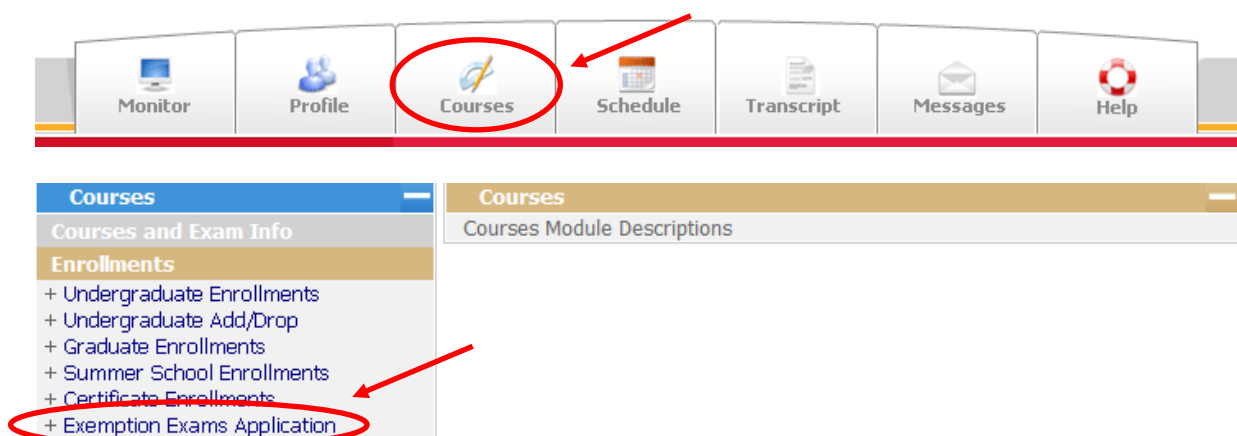 Monitor Profile Courses Schedule Transcript Messages Help
Courses
Courses and Exam Info
Enrollments
+ Undergraduate Enrollments
+ Undergraduate Add/Drop
+ Graduate Enrollments
+ Summer School Enrollments
+ Certificate Enrollments
+ Exemption Exams Application
Courses
Courses Module Descriptions